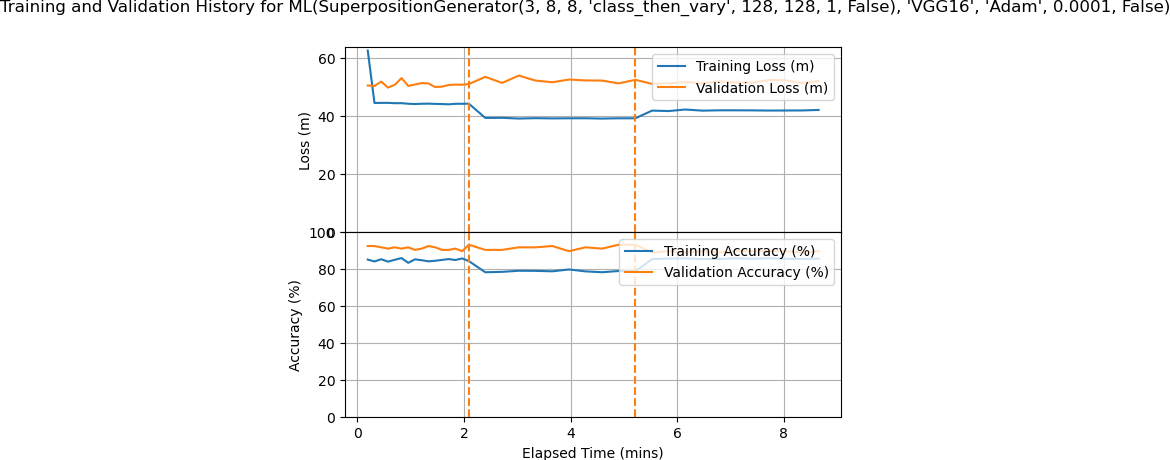 Training and Validation History for ML(SuperpositionGenerator(3, 8, 8, 'class_then_vary', 128, 128, 1, False), 'VGG16', 'Adam', 0.0001, False)
60
40
20
0
Loss (m)
Training Loss (m)
Validation Loss (m)
100
80
60
40
20
0
Accuracy (%)
Training Accuracy (%)
Validation Accuracy (%)
0 2 4 6 8
Elapsed Time (mins)